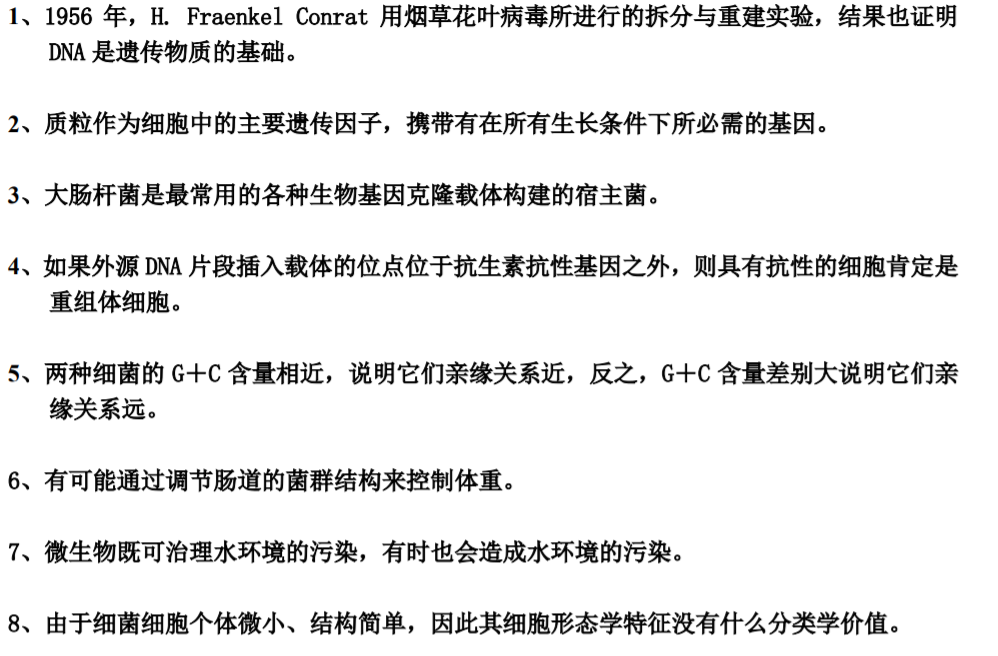 1、1956 年，H. Fraenkel Conrat 用烟草花叶病毒所进行的拆分与重建实验，结果也证明
DNA 是遗传物质的基础。
2、质粒作为细胞中的主要遗传因子，携带有在所有生长条件下所必需的基因。
3、大肠杆菌是最常用的各种生物基因克隆载体构建的宿主菌。
4、如果外源 DNA 片段插入载体的位点位于抗生素抗性基因之外，则具有抗性的细胞肯定是
重组体细胞。
5、两种细菌的 G＋C 含量相近，说明它们亲缘关系近，反之，G＋C 含量差别大说明它们亲
缘关系远。
6、有可能通过调节肠道的菌群结构来控制体重。
7、微生物既可治理水环境的污染，有时也会造成水环境的污染。
8、由于细菌细胞个体微小、结构简单，因此其细胞形态学特征没有什么分类学价值。